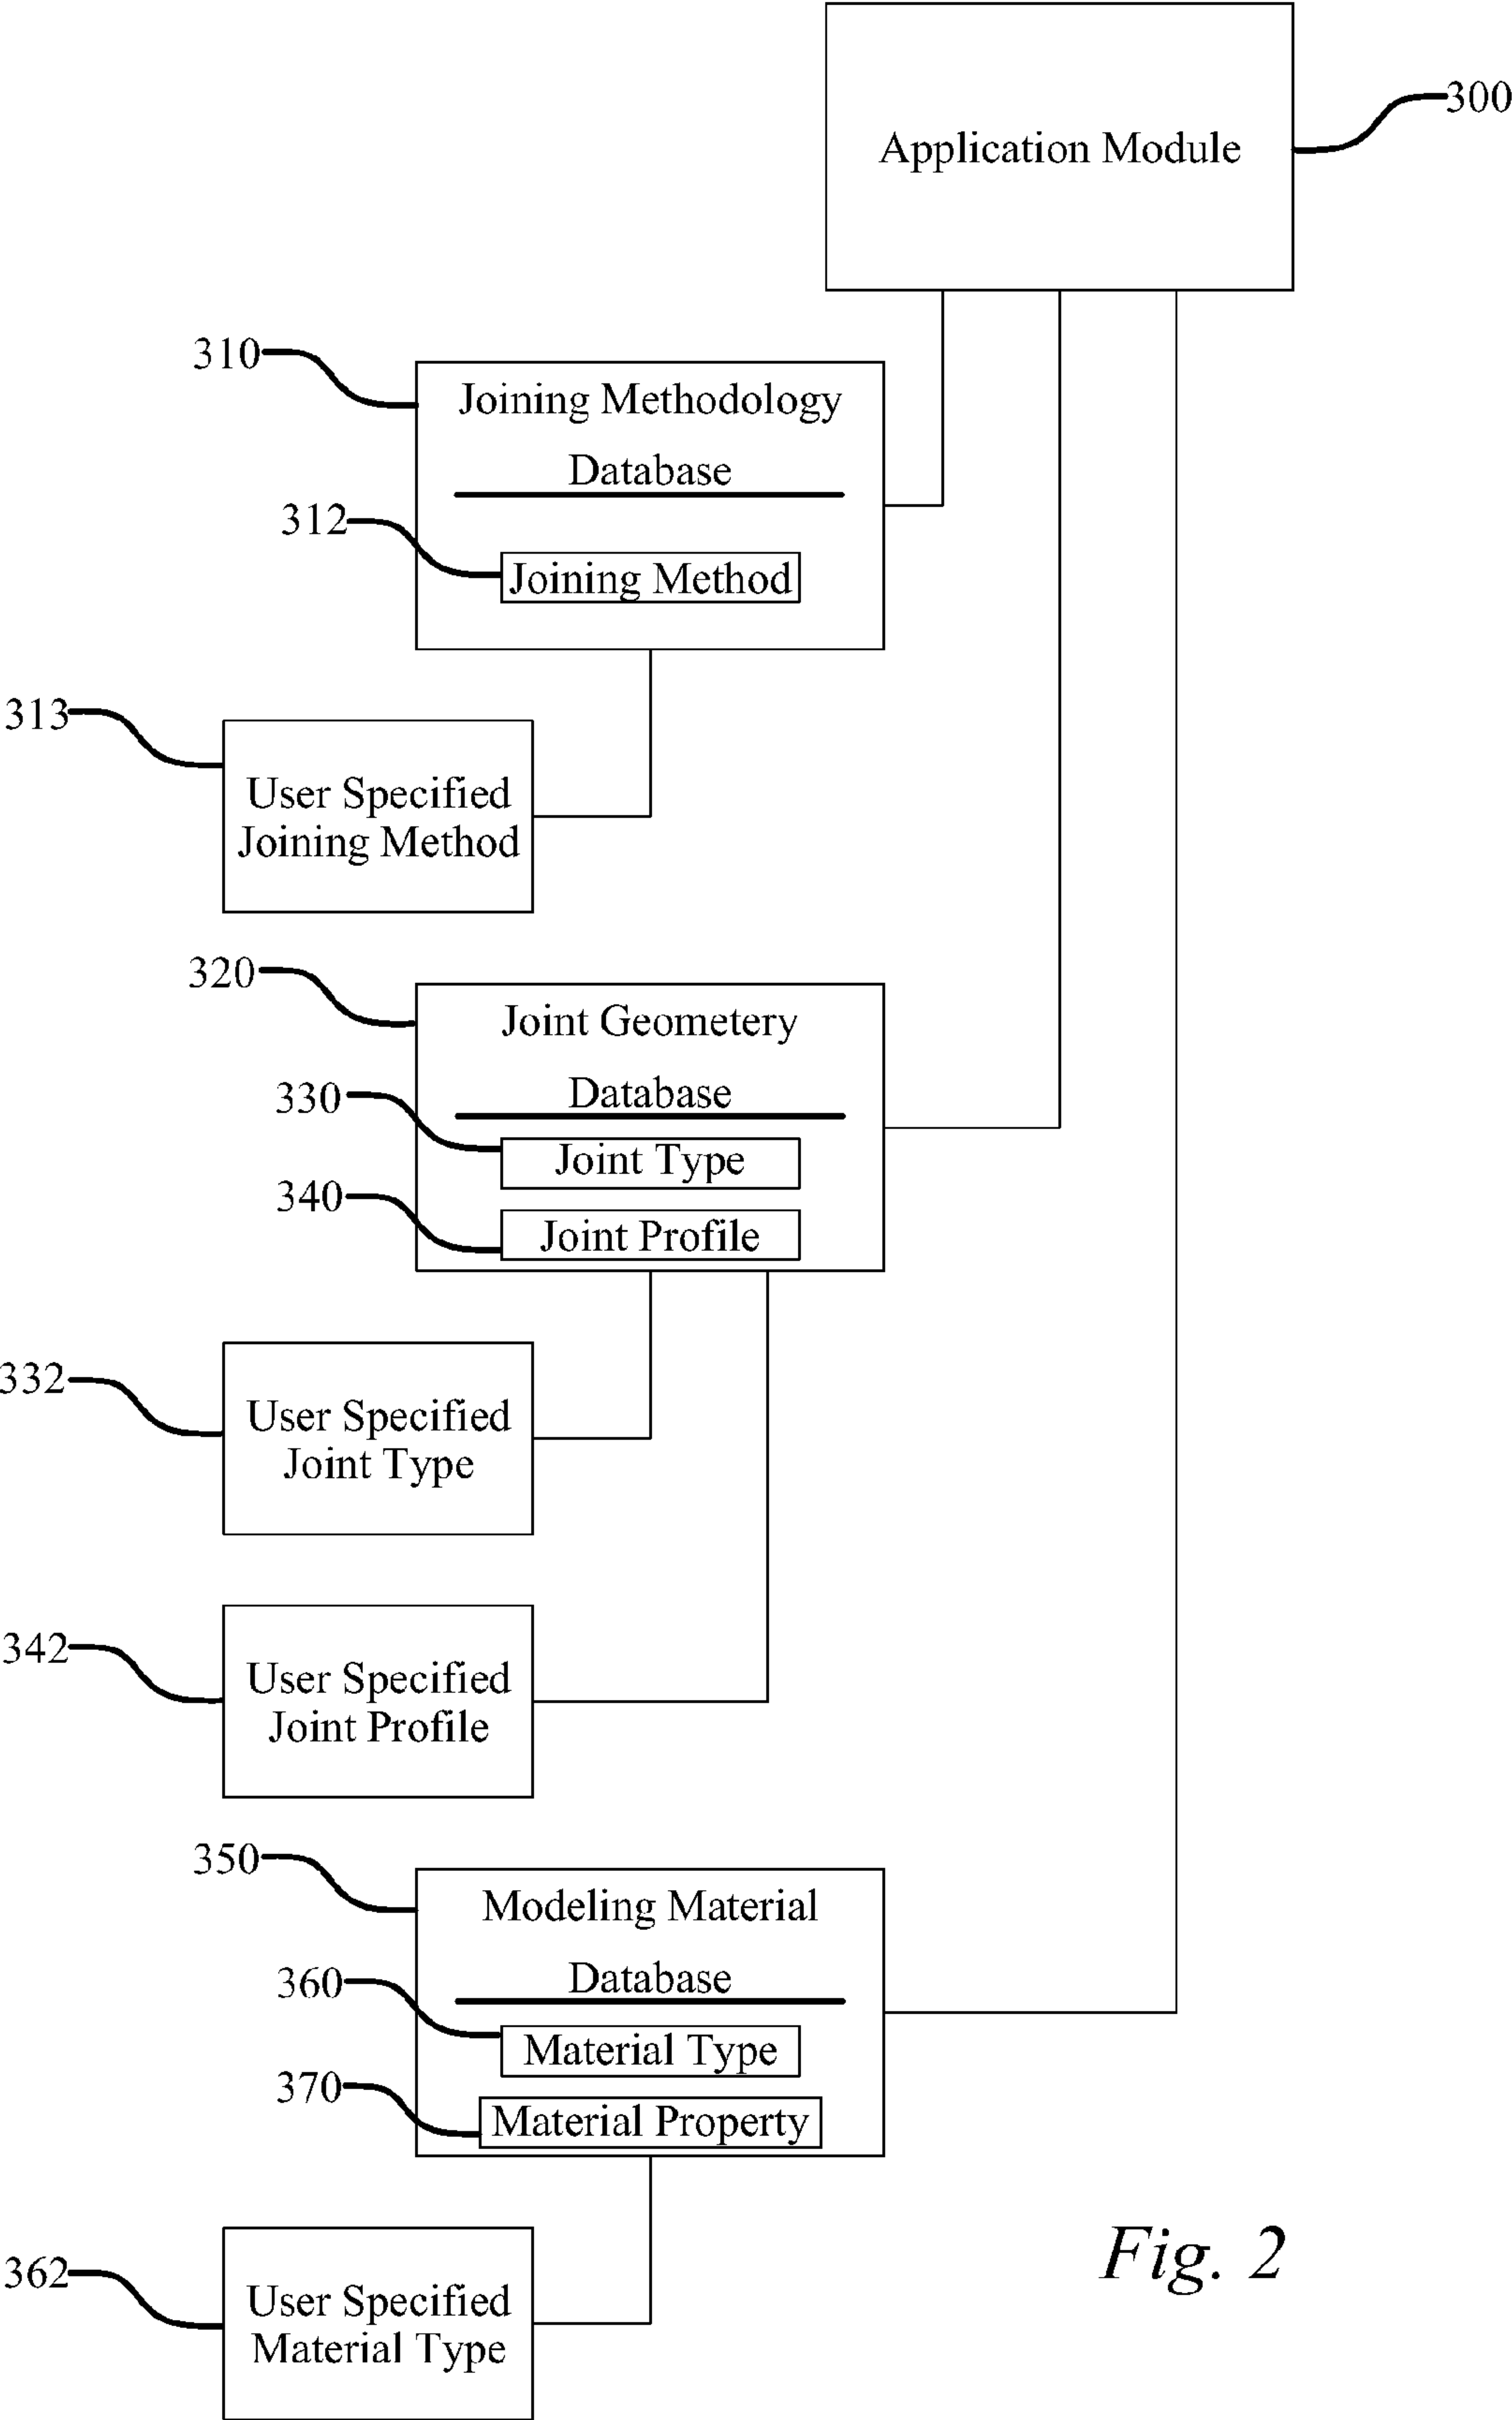 Application Module
300
310
Joining Methodology
Database
312
Joining Method
313
User Specified
Joining Method
320
Joint Geometery
Database
330
Joint Type
340
Joint Profile
332
User Specified
Joint Type
342
User Specified
Joint Profile
350
Modeling Material
Database
360
Material Type
370
Material Property
362
User Specified
Material Type
Fig. 2